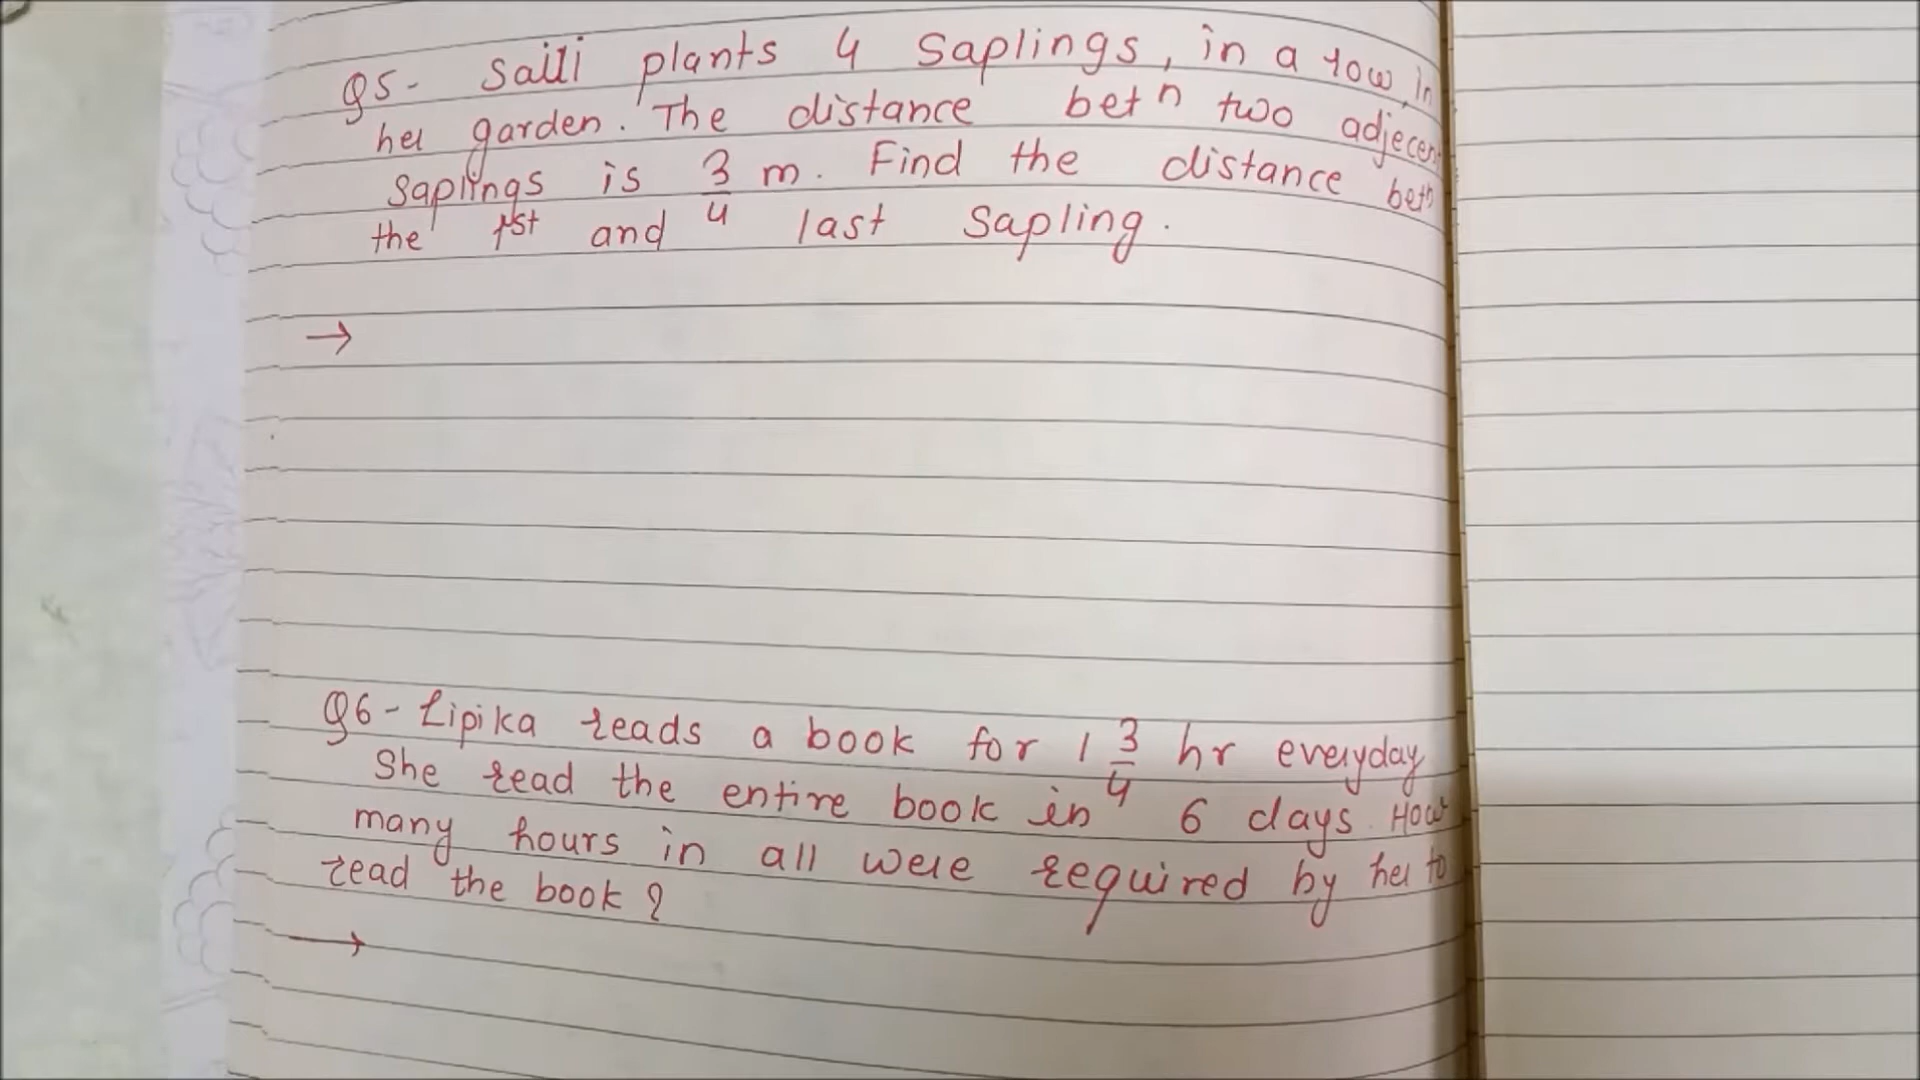 Q5- Saili plants 4 Saplings, in a row, in
her garden. The distance betn two adjecen
Saplings is 3/4 m. Find the distance betn
the 1st and last Sapling.
→
Q6- Lipika reads a book for 1 3/4 hr everyday
She read the entire book in 6 days. How
many hours in all were required by her to
read the book?
→